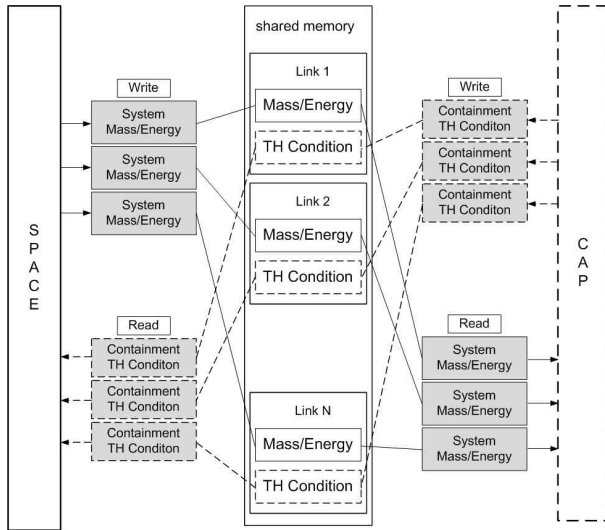 shared memory
Link 1
Mass/Energy
TH Condition
Link 2
Mass/Energy
TH Condition
Link N
Mass/Energy
TH Condition
SPACE
Write
System
Mass/Energy
System
Mass/Energy
System
Mass/Energy
Read
Containment
TH Conditon
Containment
TH Conditon
Containment
TH Conditon
Write
Containment
TH Conditon
Containment
TH Conditon
Containment
TH Conditon
Read
System
Mass/Energy
System
Mass/Energy
System
Mass/Energy
CAP